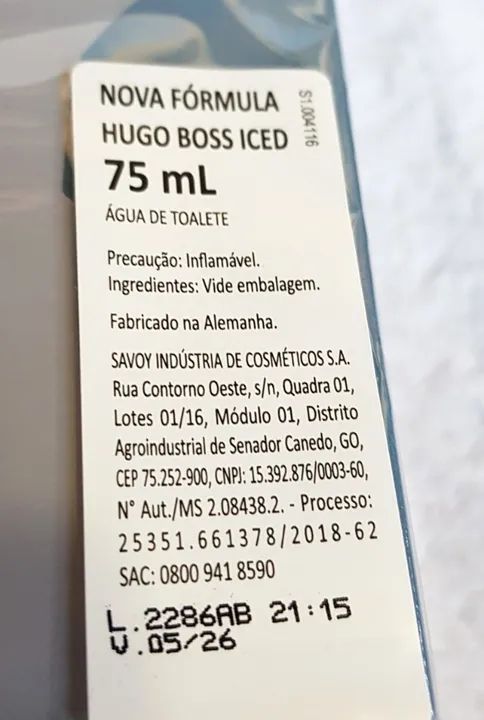 NOVA FÓRMULA
HUGO BOSS ICED
75 mL
ÁGUA DE TOALETE
S1.004116
Precaução: Inflamável.
Ingredientes: Vide embalagem.
Fabricado na Alemanha.
SAVOY INDÚSTRIA DE COSMÉTICOS S.A.
Rua Contorno Oeste, s/n, Quadra 01,
Lotes 01/16, Módulo 01, Distrito
Agroindustrial de Senador Canedo, GO,
CEP 75.252-900, CNPJ: 15.392.876/0003-60,
N° Aut./MS 2.08438.2. - Processo:
25351.661378/2018-62
SAC: 0800 941 8590
L.2286AB 21:15
V.05/26